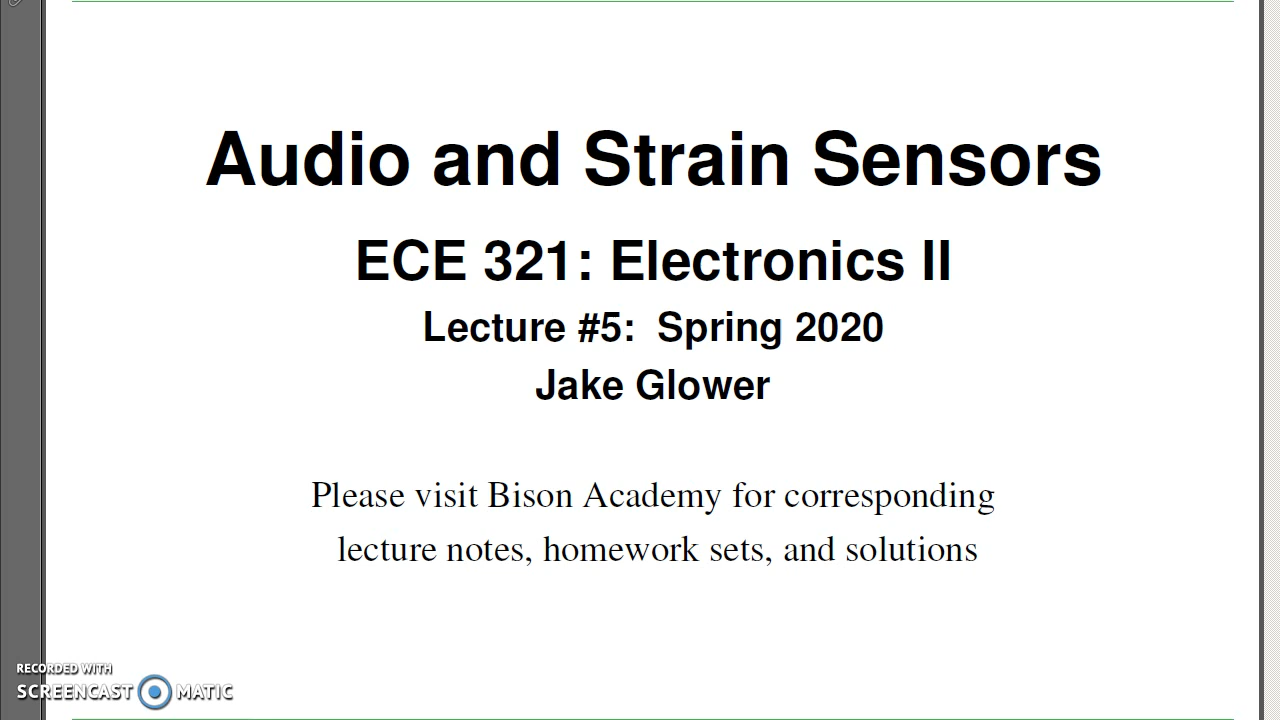 Audio and Strain Sensors
ECE 321: Electronics II
Lecture #5: Spring 2020
Jake Glower
Please visit Bison Academy for corresponding
lecture notes, homework sets, and solutions
RECORDED WITH
SCREENCAST MATIC